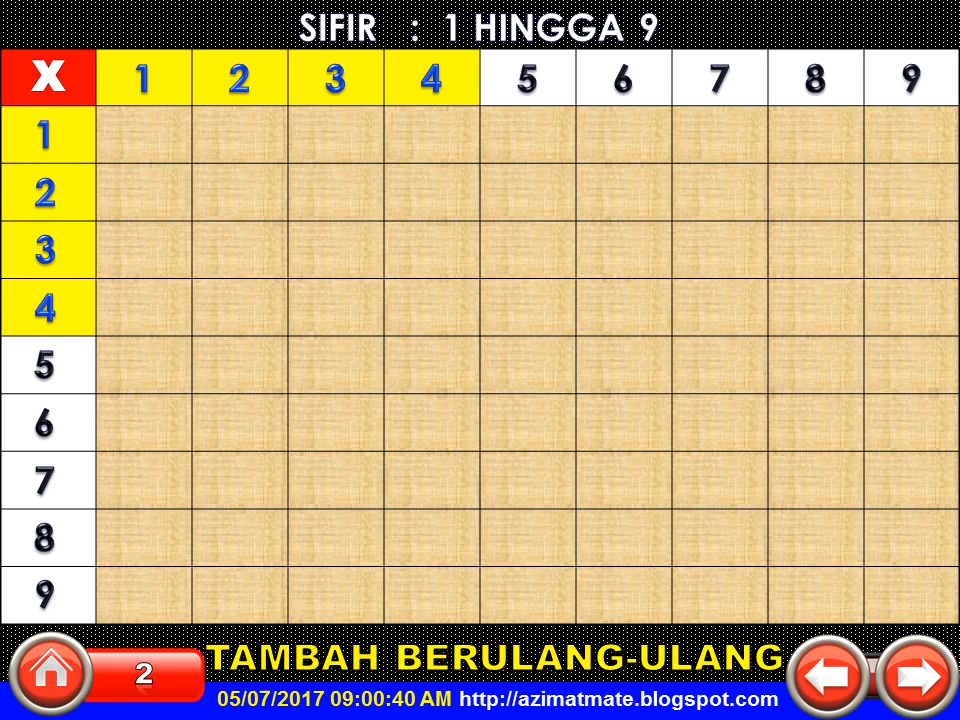 SIFIR : 1 HINGGA 9
X 1 2 3 4 5 6 7 8 9
1
2
3
4
5
6
7
8
9
2 TAMBAH BERULANG-ULANG
05/07/2017 09:00:40 AM http://azimatmate.blogspot.com